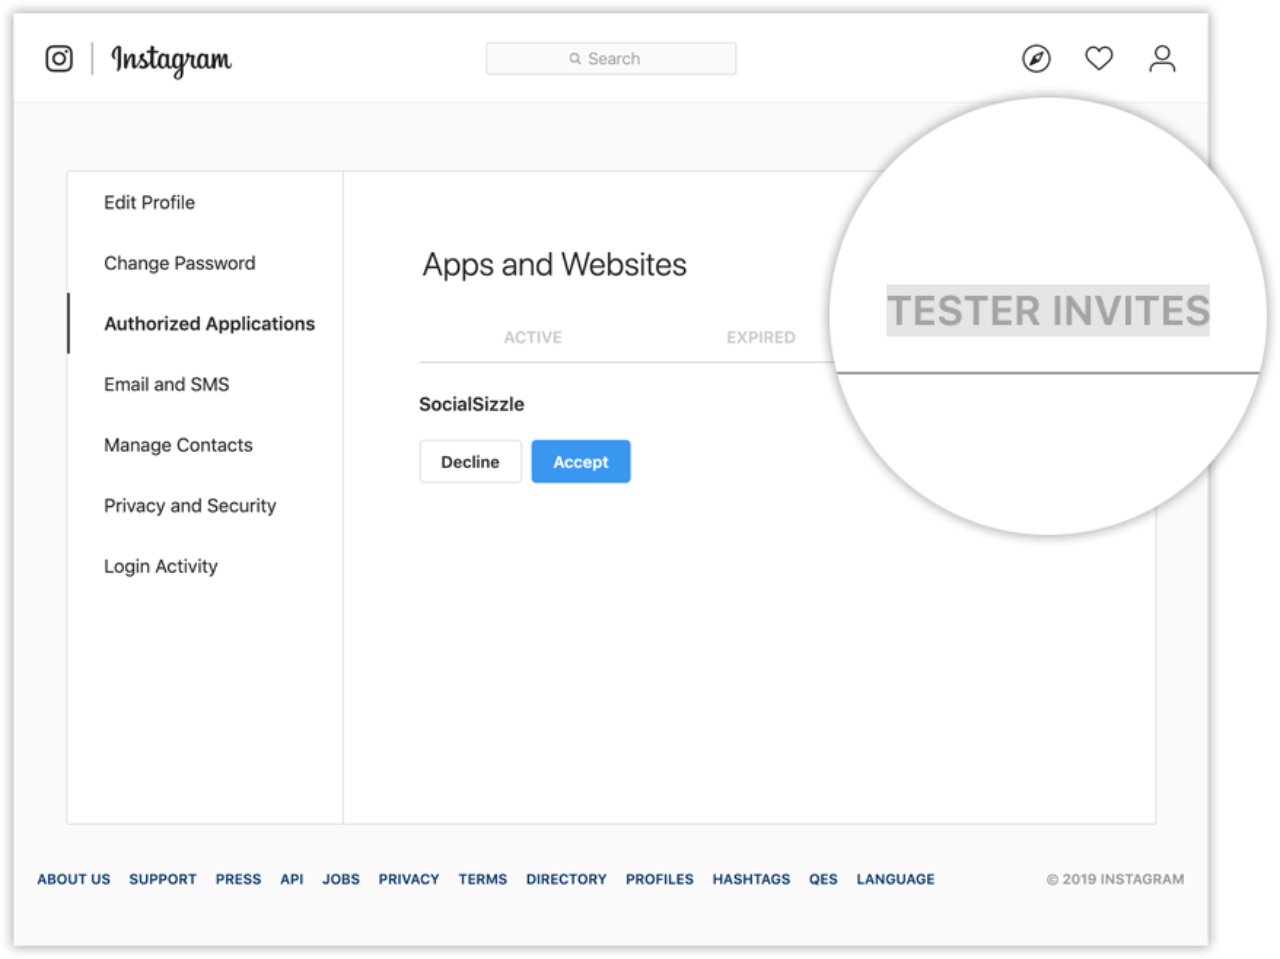 Instagram
Search
Edit Profile
Change Password
Authorized Applications
Email and SMS
Manage Contacts
Privacy and Security
Login Activity
Apps and Websites
ACTIVE EXPIRED TESTER INVITES
SocialSizzle
Decline Accept
ABOUT US SUPPORT PRESS API JOBS PRIVACY TERMS DIRECTORY PROFILES HASHTAGS QES LANGUAGE © 2019 INSTAGRAM